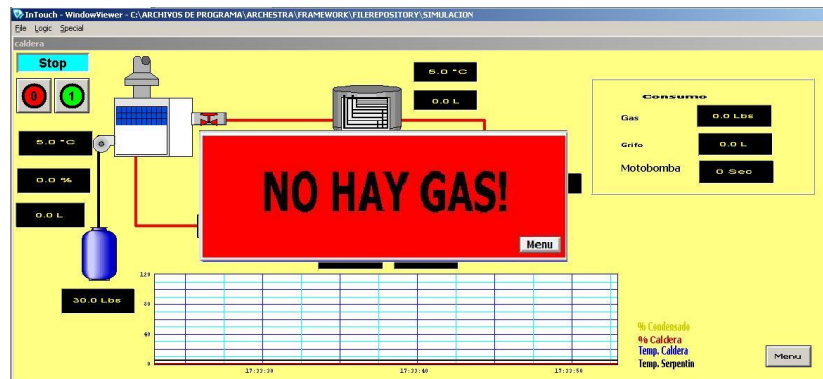 InTouch - WindowViewer - C:\ARCHIVOS DE PROGRAMA\ARCHESTRA\FRAMEWORK\FILEREPOSITORY\SIMULACION
File Logic Special
caldera
Stop
0 1
5.0 °C
0.0 %
0.0 L
30.0 Lbs
5.0 °C
0.0 L
NO HAY GAS!
Menu
Consumo
Gas 0.0 Lbs
Grifo 0.0 L
Motobomba 0 Sec
120
80
40
0
17:33:30 17:33:40 17:33:50
% Condensado
% Caldera
Temp. Caldera
Temp. Serpentin
Menu